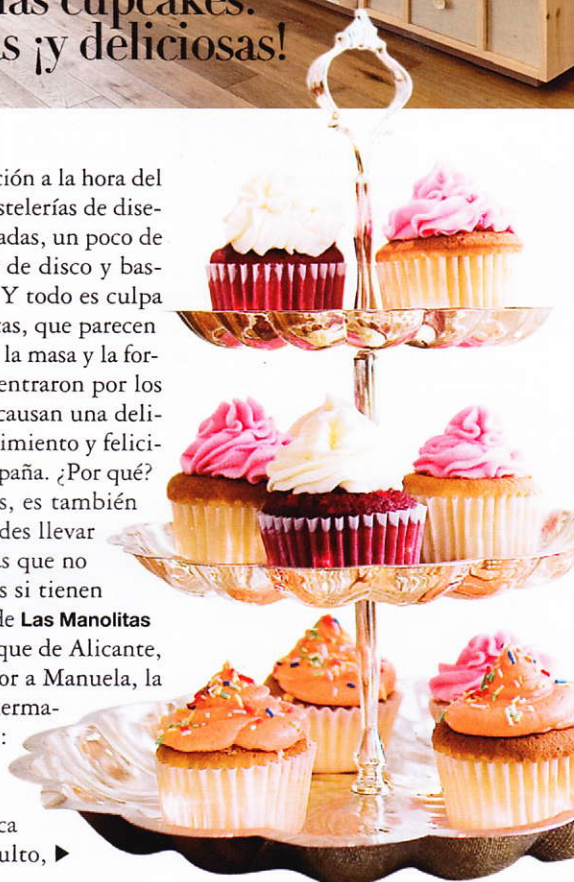 las cupcakes.
s ¡y deliciosas!
ción a la hora del
stelerías de dise-
adas, un poco de
de disco y bas-
Y todo es culpa
tas, que parecen
la masa y la for-
entraron por los
causan una deli-
imiento y felici-
paña. ¿Por qué?
s, es también
des llevar
s que no
s si tienen
de Las Manolitas
que de Alicante,
or a Manuela, la
erma-
:
ca
ulto, ▶